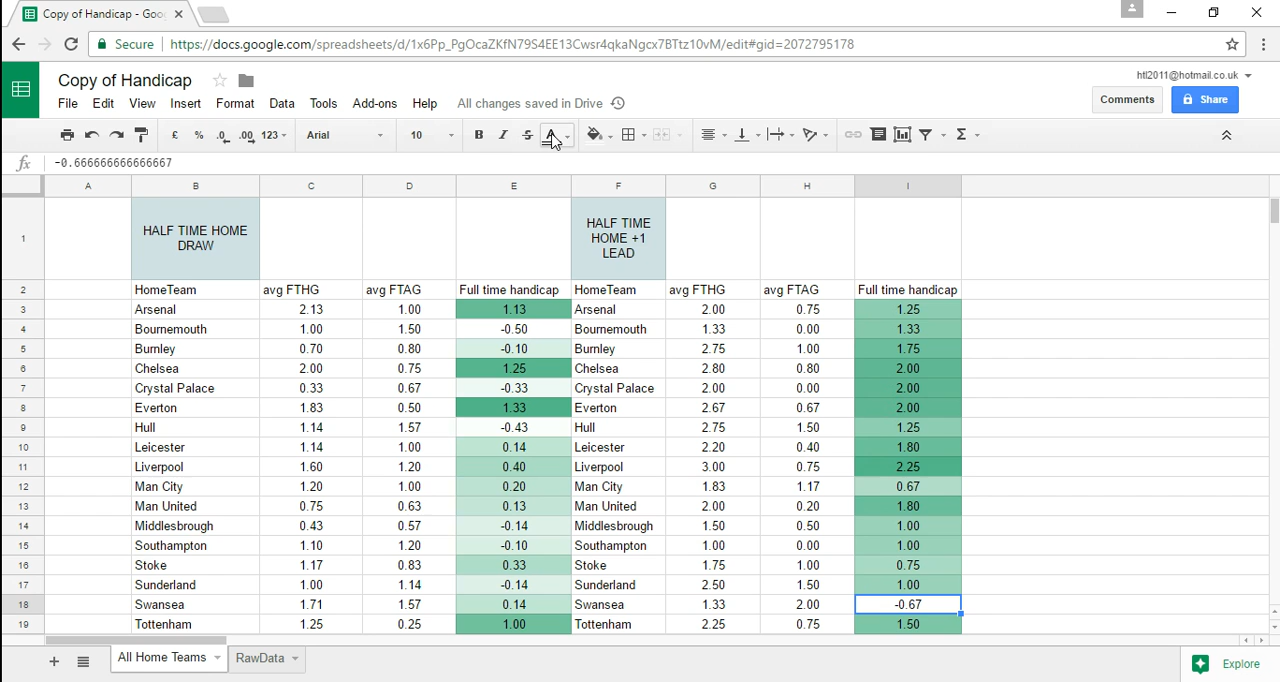 Copy of Handicap - Goo
Secure https://docs.google.com/spreadsheets/d/1x6Pp_PgOcaZKfN79S4EE13Cwsr4qkaNgcx7BTtz10vM/edit#gid=2072795178
Copy of Handicap
htl2011@hotmail.co.uk
File Edit View Insert Format Data Tools Add-ons Help All changes saved in Drive
Comments Share
£ % .0 .00 123 Arial 10 B I S A Σ
fx -0.666666666666667
A B C D E F G H I
1 HALF TIME HOME DRAW HALF TIME HOME +1 LEAD
2 HomeTeam avg FTHG avg FTAG Full time handicap HomeTeam avg FTHG avg FTAG Full time handicap
3 Arsenal 2.13 1.00 1.13 Arsenal 2.00 0.75 1.25
4 Bournemouth 1.00 1.50 -0.50 Bournemouth 1.33 0.00 1.33
5 Burnley 0.70 0.80 -0.10 Burnley 2.75 1.00 1.75
6 Chelsea 2.00 0.75 1.25 Chelsea 2.80 0.80 2.00
7 Crystal Palace 0.33 0.67 -0.33 Crystal Palace 2.00 0.00 2.00
8 Everton 1.83 0.50 1.33 Everton 2.67 0.67 2.00
9 Hull 1.14 1.57 -0.43 Hull 2.75 1.50 1.25
10 Leicester 1.14 1.00 0.14 Leicester 2.20 0.40 1.80
11 Liverpool 1.60 1.20 0.40 Liverpool 3.00 0.75 2.25
12 Man City 1.20 1.00 0.20 Man City 1.83 1.17 0.67
13 Man United 0.75 0.63 0.13 Man United 2.00 0.20 1.80
14 Middlesbrough 0.43 0.57 -0.14 Middlesbrough 1.50 0.50 1.00
15 Southampton 1.10 1.20 -0.10 Southampton 1.00 0.00 1.00
16 Stoke 1.17 0.83 0.33 Stoke 1.75 1.00 0.75
17 Sunderland 1.00 1.14 -0.14 Sunderland 2.50 1.50 1.00
18 Swansea 1.71 1.57 0.14 Swansea 1.33 2.00 -0.67
19 Tottenham 1.25 0.25 1.00 Tottenham 2.25 0.75 1.50
All Home Teams RawData Explore